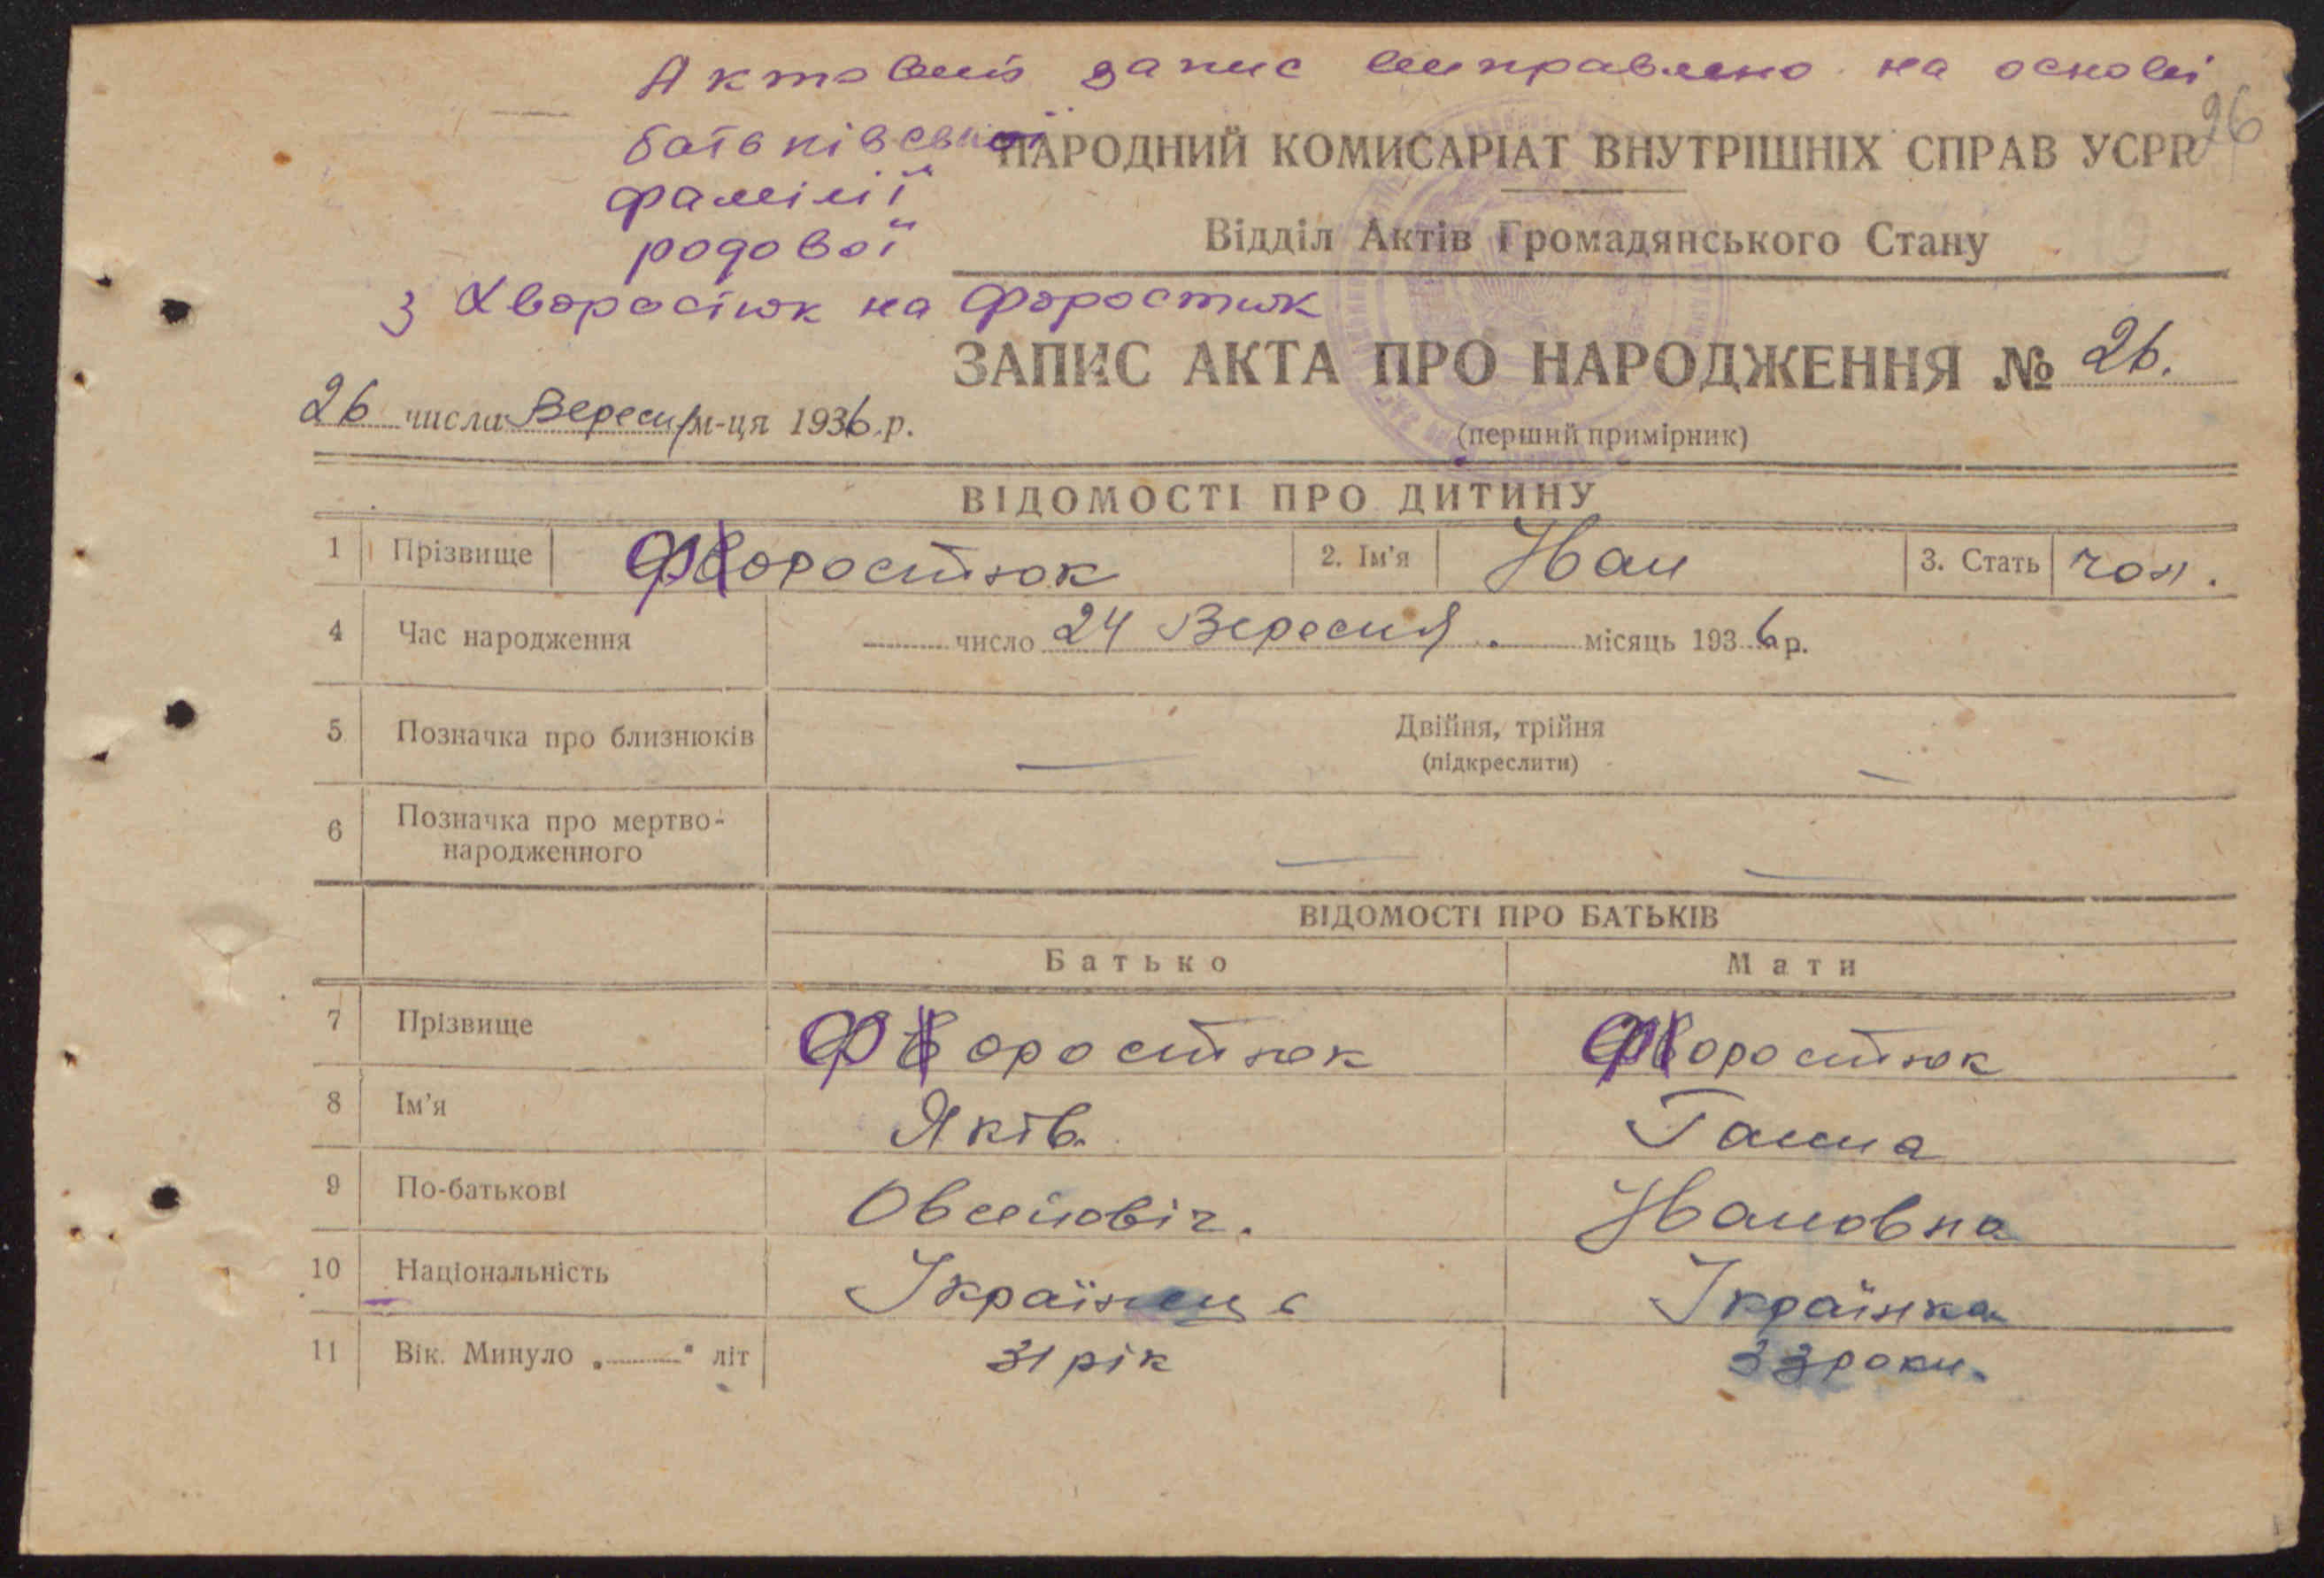 Актовий запис виправлено на основі
26
батьківської
НАРОДНИЙ КОМИСАРІАТ ВНУТРІШНІХ СПРАВ УСРР
фамілії
родової
Відділ Актів Громадянського Стану
з Хворостюк на Форостюк
ЗАПИС АКТА ПРО НАРОДЖЕННЯ № 26.
26 числа Вересня м-ця 1936 р.
(перший примірник)
ВІДОМОСТІ ПРО ДИТИНУ
1 Прізвище Форостюк 2. Ім'я Иван 3. Стать чол.
4 Час народження число 24 Вересня. місяць 1936 р.
5 Позначка про близнюків Двійня, трійня
(підкреслити)
6 Позначка про мертво-
народженного
ВІДОМОСТІ ПРО БАТЬКІВ
Батько Мати
7 Прізвище Форостюк Форостюк
8 Ім'я Яків Ганна
9 По-батькові Овсейовіч. Ивановна
10 Національність Українець Українка
11 Вік. Минуло „ " літ 31 рік 33 роки.